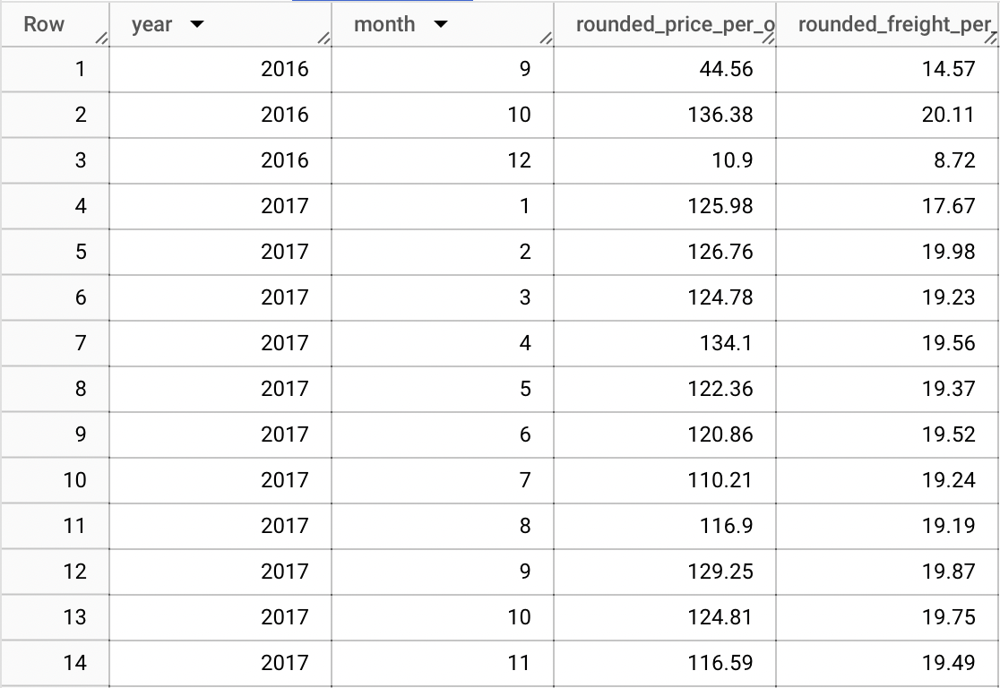 Row year month rounded_price_per_o rounded_freight_per_
1 2016 9 44.56 14.57
2 2016 10 136.38 20.11
3 2016 12 10.9 8.72
4 2017 1 125.98 17.67
5 2017 2 126.76 19.98
6 2017 3 124.78 19.23
7 2017 4 134.1 19.56
8 2017 5 122.36 19.37
9 2017 6 120.86 19.52
10 2017 7 110.21 19.24
11 2017 8 116.9 19.19
12 2017 9 129.25 19.87
13 2017 10 124.81 19.75
14 2017 11 116.59 19.49